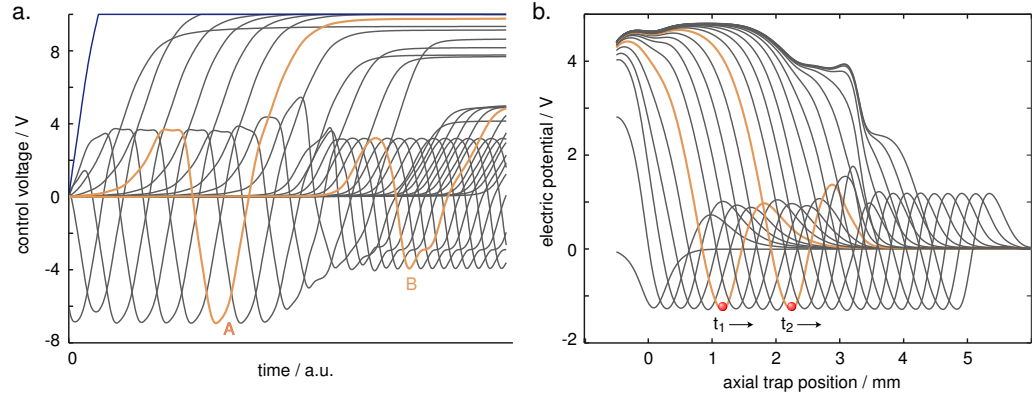 a.
control voltage / V
8
4
0
-4
-8
A
B
0
time / a.u.
b.
electric potential / V
4
2
0
-2
t1
t2
0
1
2
3
4
5
axial trap position / mm